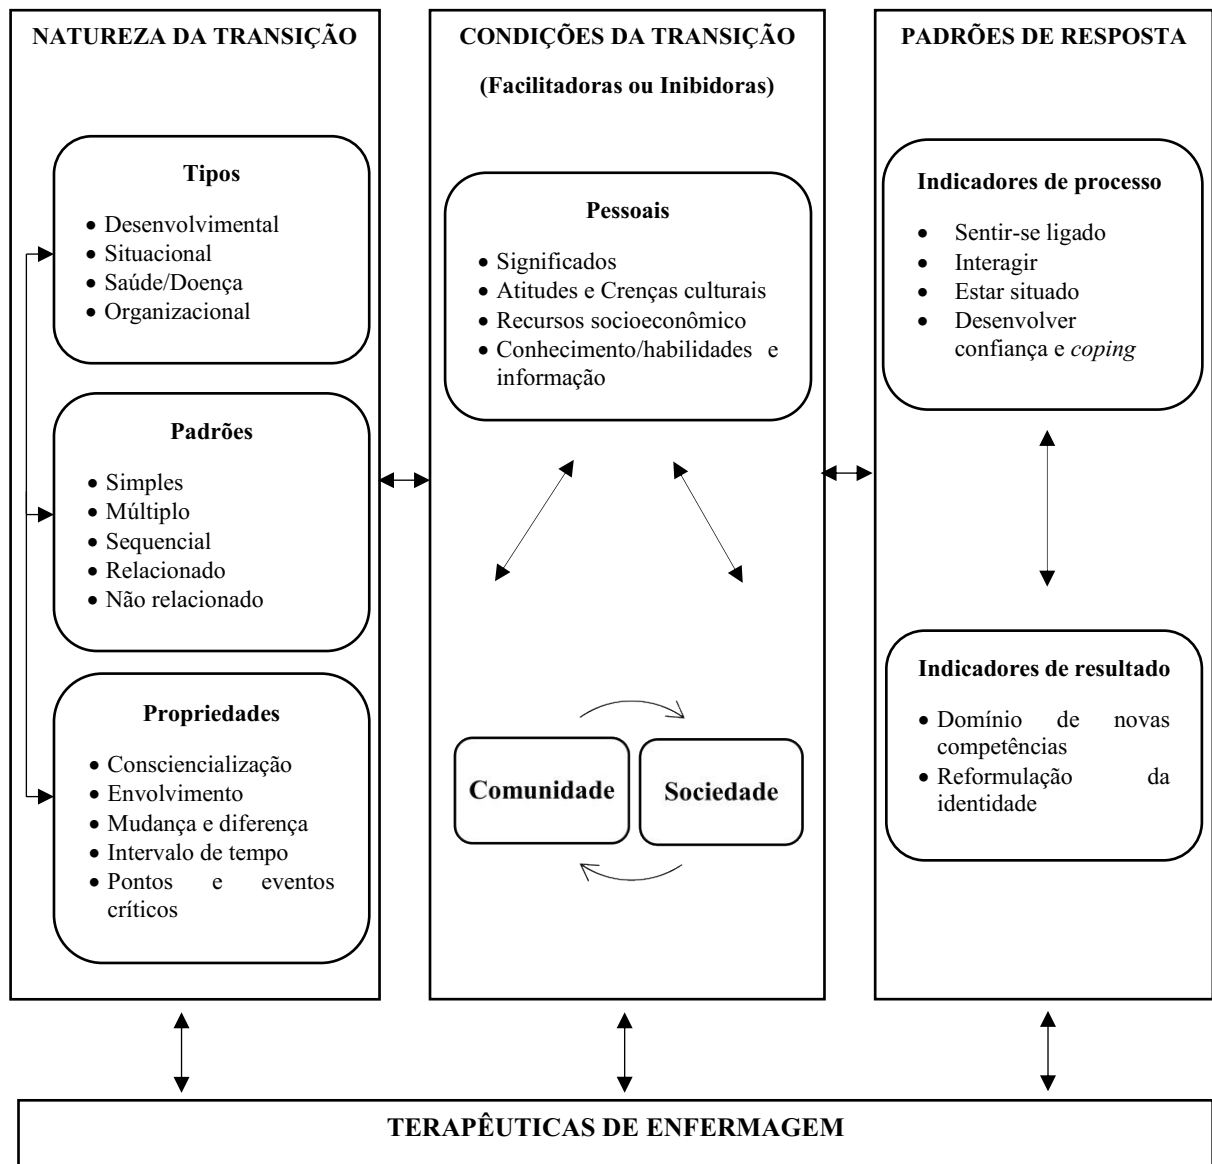 NATUREZA DA TRANSIÇÃO
Tipos
• Desenvolvimental
• Situacional
• Saúde/Doença
• Organizacional
Padrões
• Simples
• Múltiplo
• Sequencial
• Relacionado
• Não relacionado
Propriedades
• Consciencialização
• Envolvimento
• Mudança e diferença
• Intervalo de tempo
• Pontos e eventos
críticos
CONDIÇÕES DA TRANSIÇÃO
(Facilitadoras ou Inibidoras)
Pessoais
• Significados
• Atitudes e Crenças culturais
• Recursos socioeconômico
• Conhecimento/habilidades e
informação
Comunidade
Sociedade
PADRÕES DE RESPOSTA
Indicadores de processo
• Sentir-se ligado
• Interagir
• Estar situado
• Desenvolver
confiança e coping
Indicadores de resultado
• Domínio de novas
competências
• Reformulação da
identidade
TERAPÊUTICAS DE ENFERMAGEM